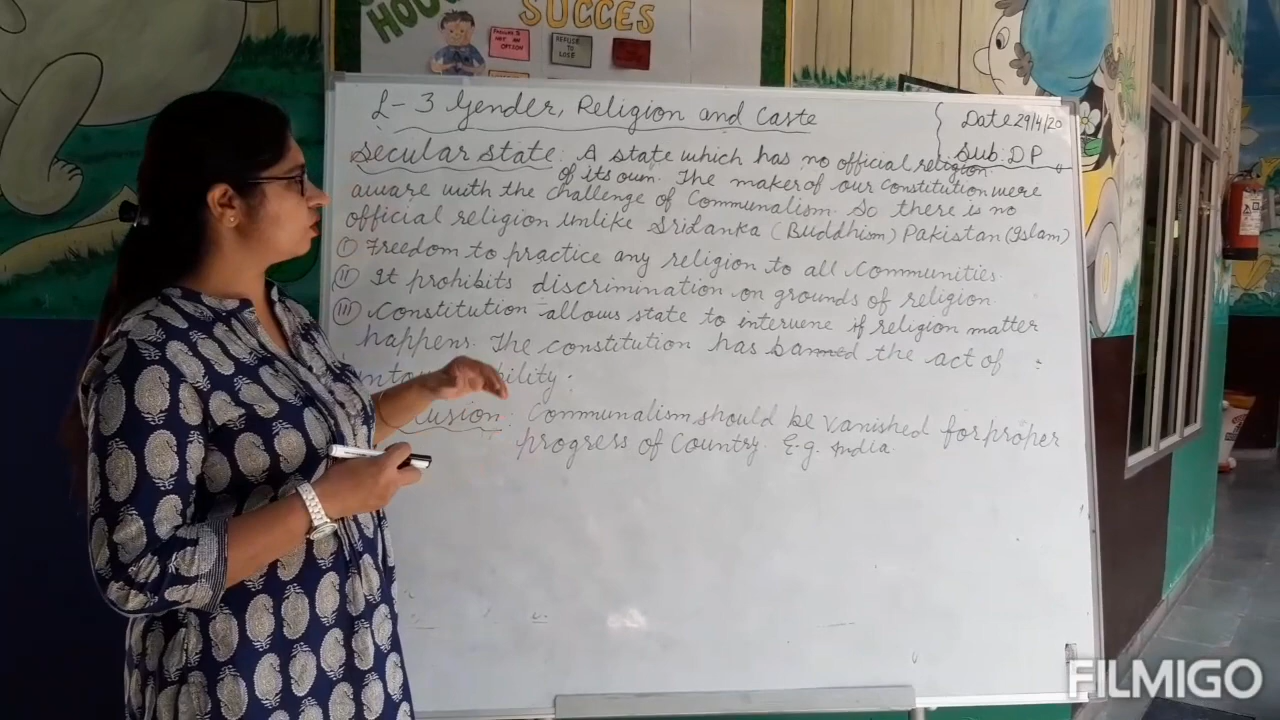 HOU
SUCCES
FAILURE IS NOT AN OPTION
REFUSE TO LOSE
L-3 Gender, Religion and Caste
Date 29/4/20
Sub: DP
Secular state: A state which has no official religion
of its own. The maker of our Constitution were
aware with the challenge of Communalism. So there is no
official religion unlike Srilanka (Buddhism) Pakistan (Islam)
(i) Freedom to practice any religion to all Communities.
(ii) It prohibits discrimination on grounds of religion.
(iii) Constitution allows state to intervene if religion matter
happens. The constitution has banned the act of
bility.
lusion: Communalism should be vanished for proper
progress of Country. E.g. India.
FILMIGO